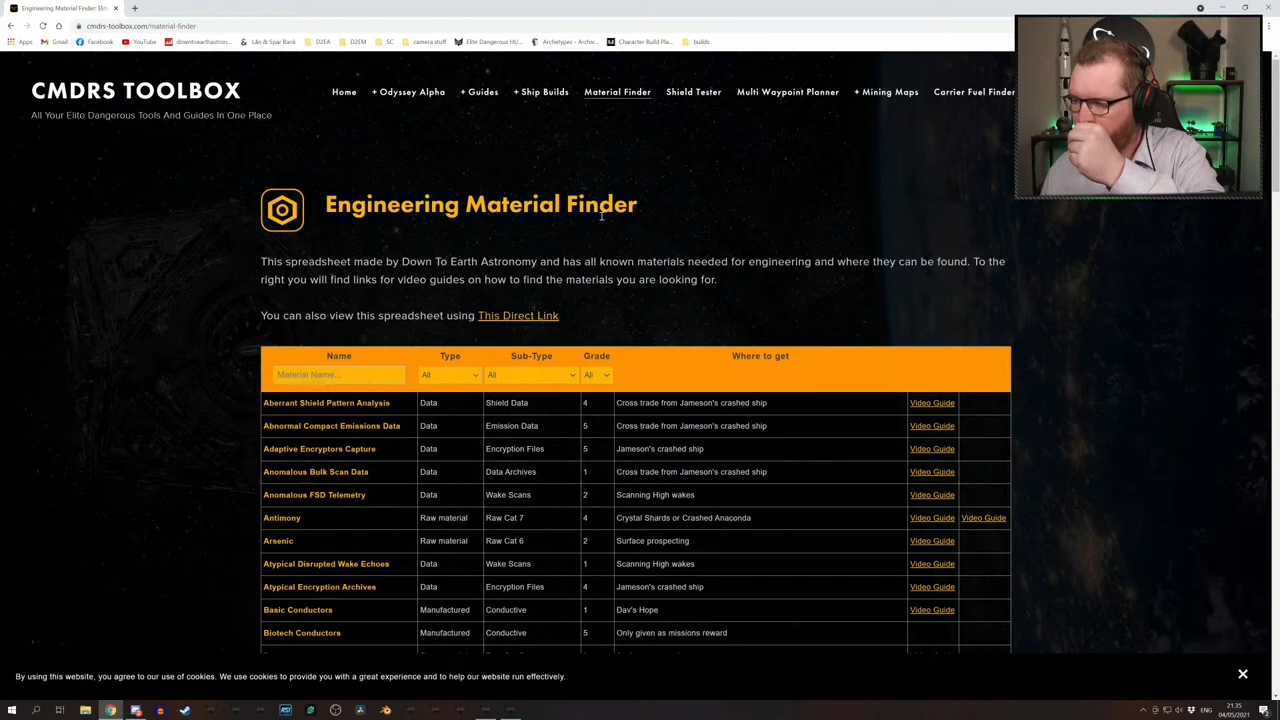 Engineering Material Finder: Elite
cmdrs-toolbox.com/material-finder
Apps
Gmail
Facebook
YouTube
downtoearthastron...
Lån & Spar Bank
D2EA
D2EM
SC
camera stuff
Elite Dangerous HU...
Archetypes - Archiv...
Character Build Pla...
builds
CMDRS TOOLBOX
All Your Elite Dangerous Tools And Guides In One Place
Home + Odyssey Alpha + Guides + Ship Builds Material Finder Shield Tester Multi Waypoint Planner + Mining Maps Carrier Fuel Finder
Engineering Material Finder
This spreadsheet made by Down To Earth Astronomy and has all known materials needed for engineering and where they can be found. To the
right you will find links for video guides on how to find the materials you are looking for.
You can also view this spreadsheet using This Direct Link
Name Type Sub-Type Grade Where to get
Material Name... All All All
Aberrant Shield Pattern Analysis Data Shield Data 4 Cross trade from Jameson's crashed ship Video Guide
Abnormal Compact Emissions Data Data Emission Data 5 Cross trade from Jameson's crashed ship Video Guide
Adaptive Encryptors Capture Data Encryption Files 5 Jameson's crashed ship Video Guide
Anomalous Bulk Scan Data Data Data Archives 1 Cross trade from Jameson's crashed ship Video Guide
Anomalous FSD Telemetry Data Wake Scans 2 Scanning High wakes Video Guide
Antimony Raw material Raw Cat 7 4 Crystal Shards or Crashed Anaconda Video Guide Video Guide
Arsenic Raw material Raw Cat 6 2 Surface prospecting Video Guide
Atypical Disrupted Wake Echoes Data Wake Scans 1 Scanning High wakes Video Guide
Atypical Encryption Archives Data Encryption Files 4 Jameson's crashed ship Video Guide
Basic Conductors Manufactured Conductive 1 Dav's Hope Video Guide
Biotech Conductors Manufactured Conductive 5 Only given as missions reward
By using this website, you agree to our use of cookies. We use cookies to provide you with a great experience and to help our website run effectively.
21.35
04/05/2021